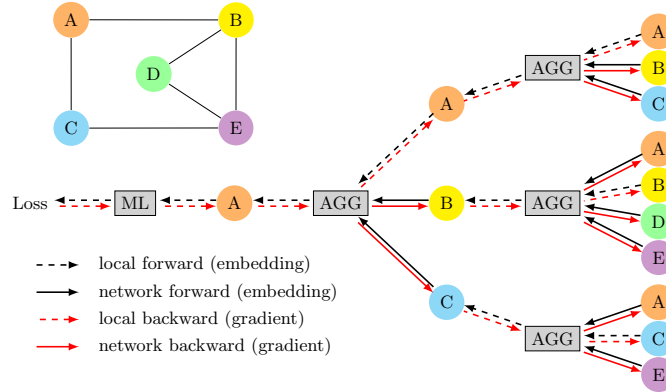 A
B
D
C
E
A
B
C
AGG
A
A
B
D
E
AGG
B
Loss
ML
A
AGG
C
A
C
E
AGG
local forward (embedding)
network forward (embedding)
local backward (gradient)
network backward (gradient)